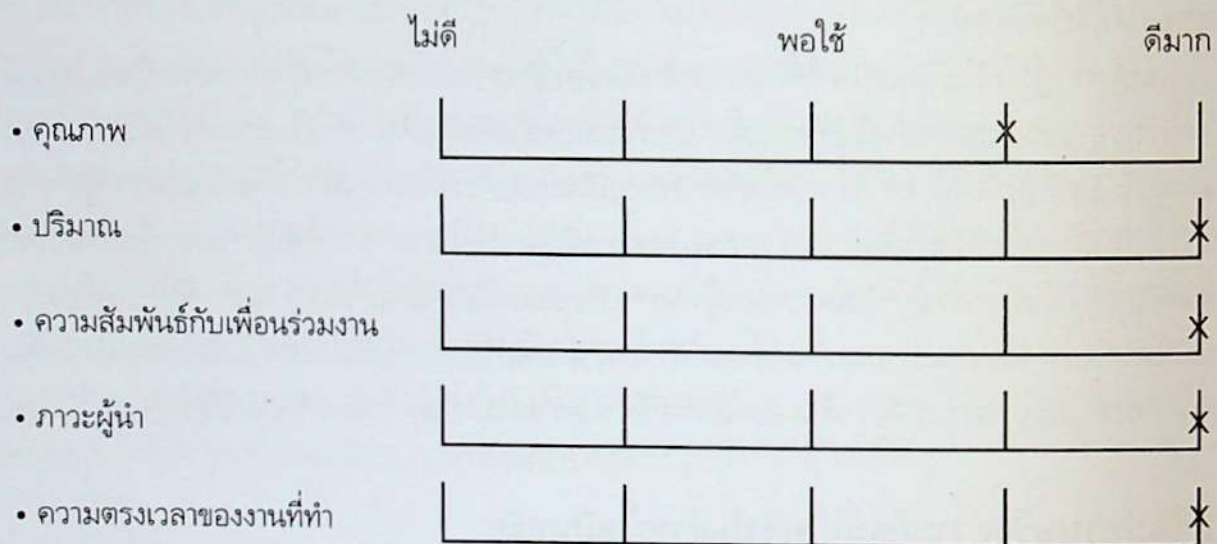 ไม่ดี พอใช้ ดีมาก
• คุณภาพ
• ปริมาณ
• ความสัมพันธ์กับเพื่อนร่วมงาน
• ภาวะผู้นำ
• ความตรงเวลาของงานที่ทำ